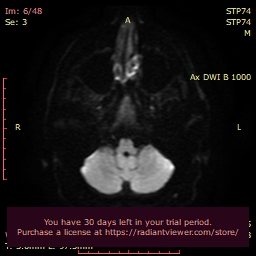 Im: 6/48
Se: 3
A
STP74
STP74
M
Ax DWI B 1000
R
L
You have 30 days left in your trial period.
Purchase a license at https://radiantviewer.com/store/